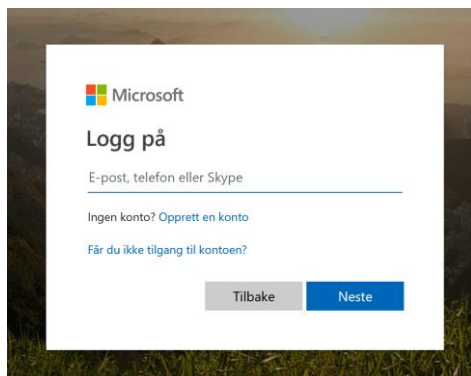 Microsoft
Logg på
E-post, telefon eller Skype
Ingen konto? Opprett en konto
Får du ikke tilgang til kontoen?
Tilbake Neste